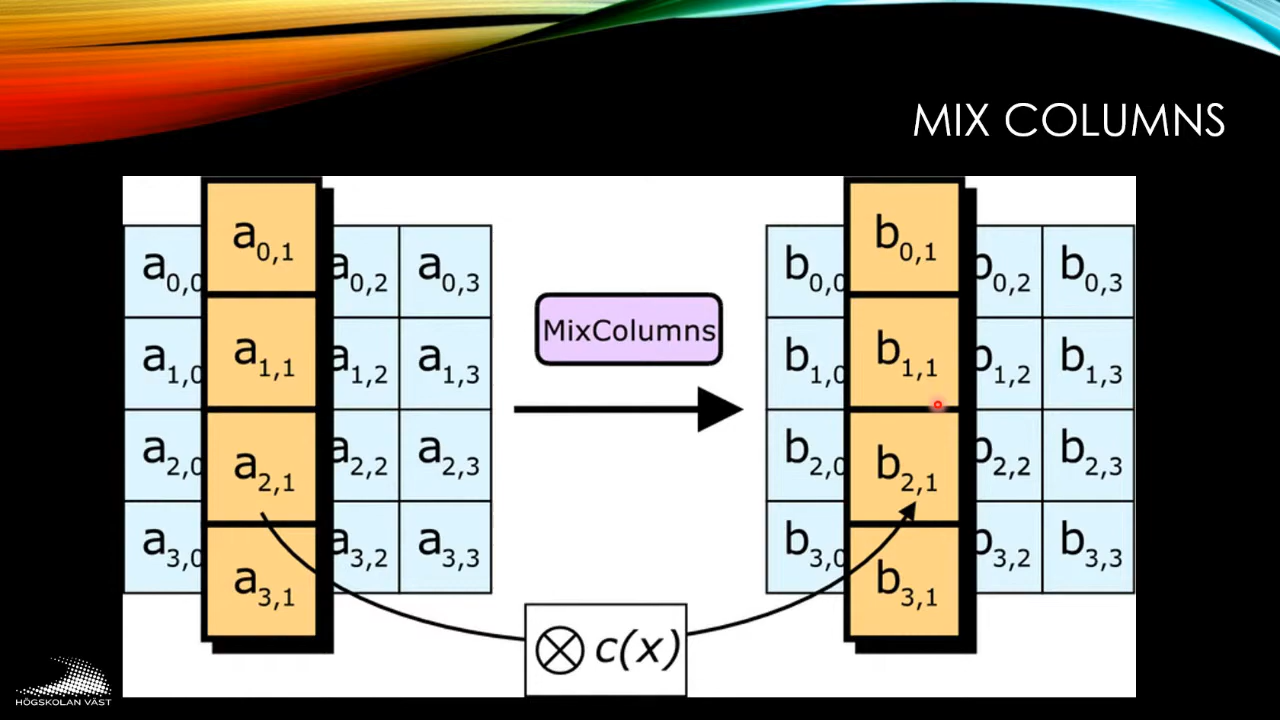 MIX COLUMNS
a0,0 a0,1 a0,2 a0,3
a1,0 a1,1 a1,2 a1,3
a2,0 a2,1 a2,2 a2,3
a3,0 a3,1 a3,2 a3,3
MixColumns
b0,0 b0,1 b0,2 b0,3
b1,0 b1,1 b1,2 b1,3
b2,0 b2,1 b2,2 b2,3
b3,0 b3,1 b3,2 b3,3
⊗ c(x)
HÖGSKOLAN VÄST